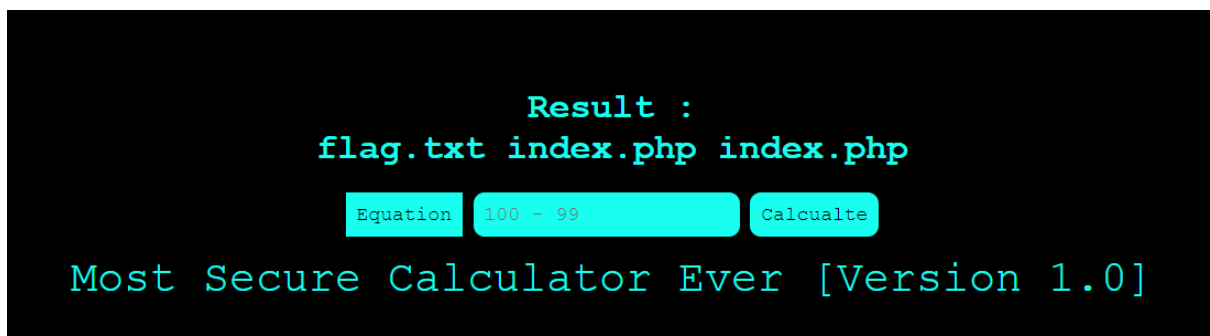 Result :
flag.txt index.php index.php
Equation 100 - 99 Calcualte
Most Secure Calculator Ever [Version 1.0]